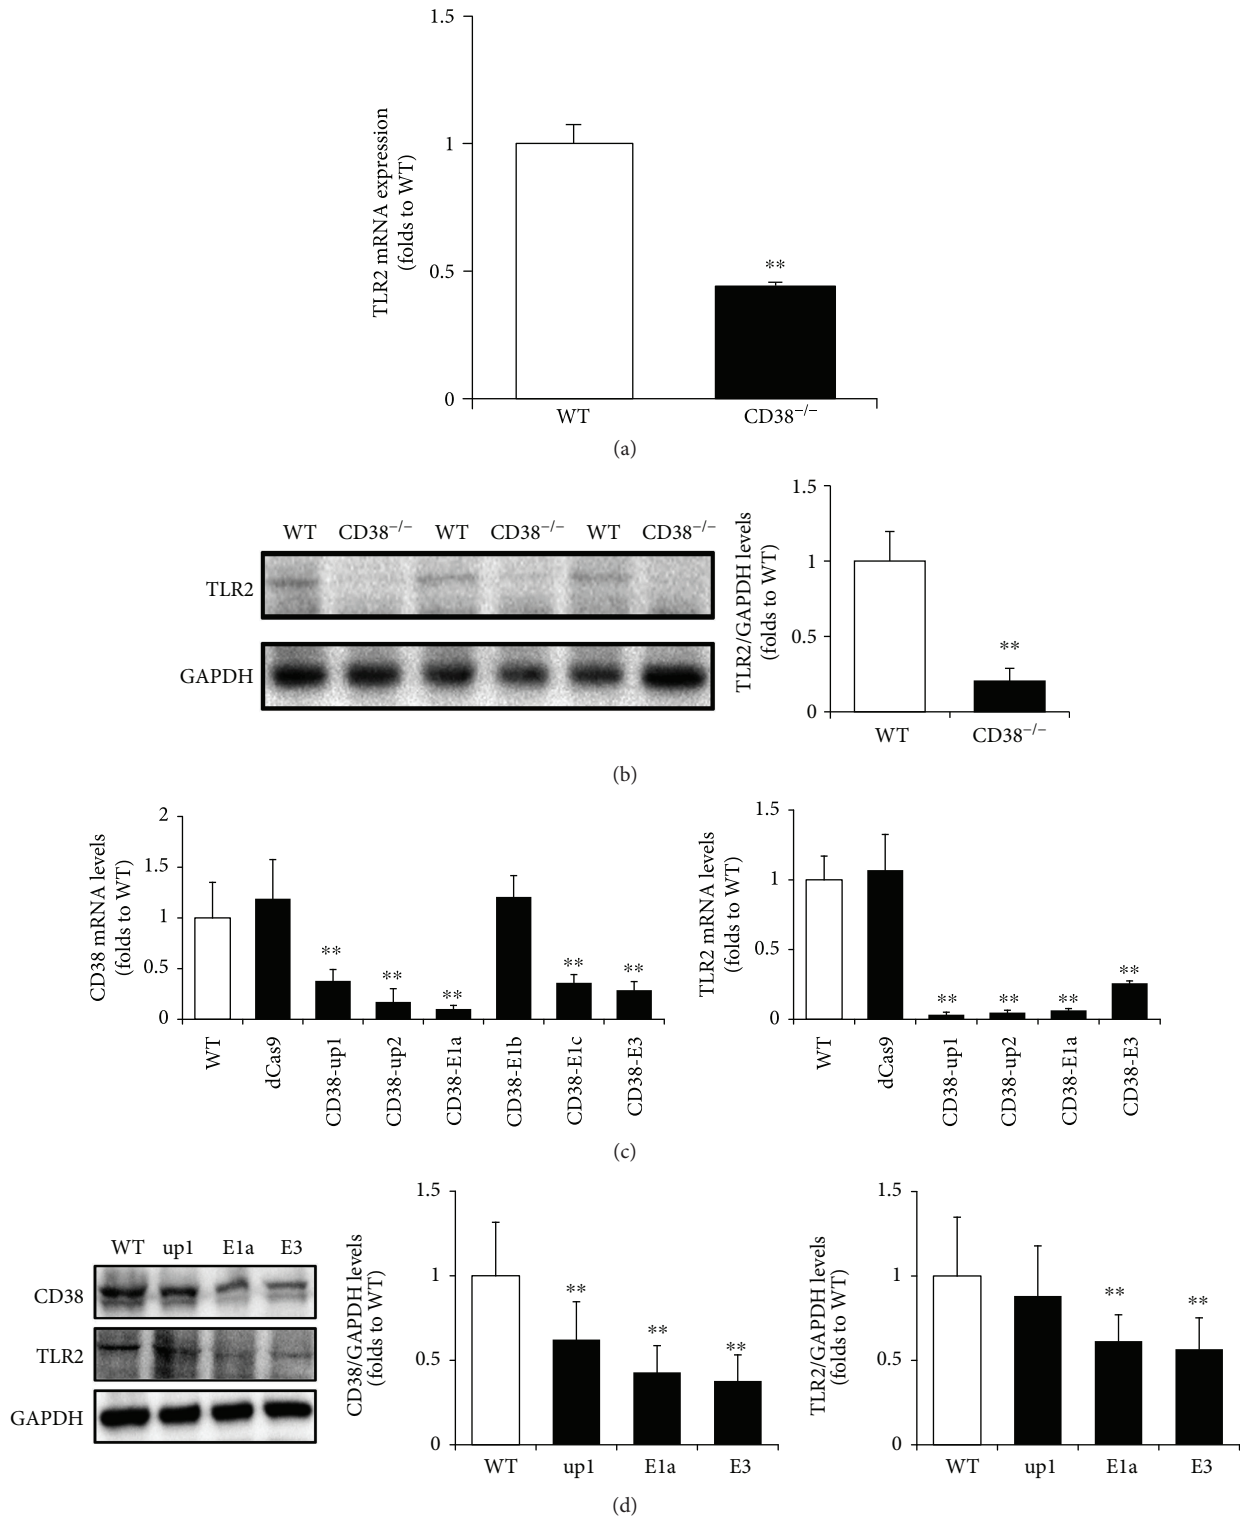 1.5
1
0.5
0
TLR2 mRNA expression
(folds to WT)
**
WT
CD38−/−
(a)
WT CD38−/− WT CD38−/− WT CD38−/−
TLR2
GAPDH
1.5
1
0.5
0
TLR2/GAPDH levels
(folds to WT)
**
WT
CD38−/−
(b)
2
1.5
1
0.5
0
CD38 mRNA levels
(folds to WT)
** ** ** ** **
WT
dCas9
CD38-up1
CD38-up2
CD38-E1a
CD38-E1b
CD38-E1c
CD38-E3
1.5
1
0.5
0
TLR2 mRNA levels
(folds to WT)
** ** ** **
WT
dCas9
CD38-up1
CD38-up2
CD38-E1a
CD38-E3
(c)
WT up1 E1a E3
CD38
TLR2
GAPDH
1.5
1
0.5
0
CD38/GAPDH levels
(folds to WT)
** ** **
WT up1 E1a E3
1.5
1
0.5
0
TLR2/GAPDH levels
(folds to WT)
** **
WT up1 E1a E3
(d)